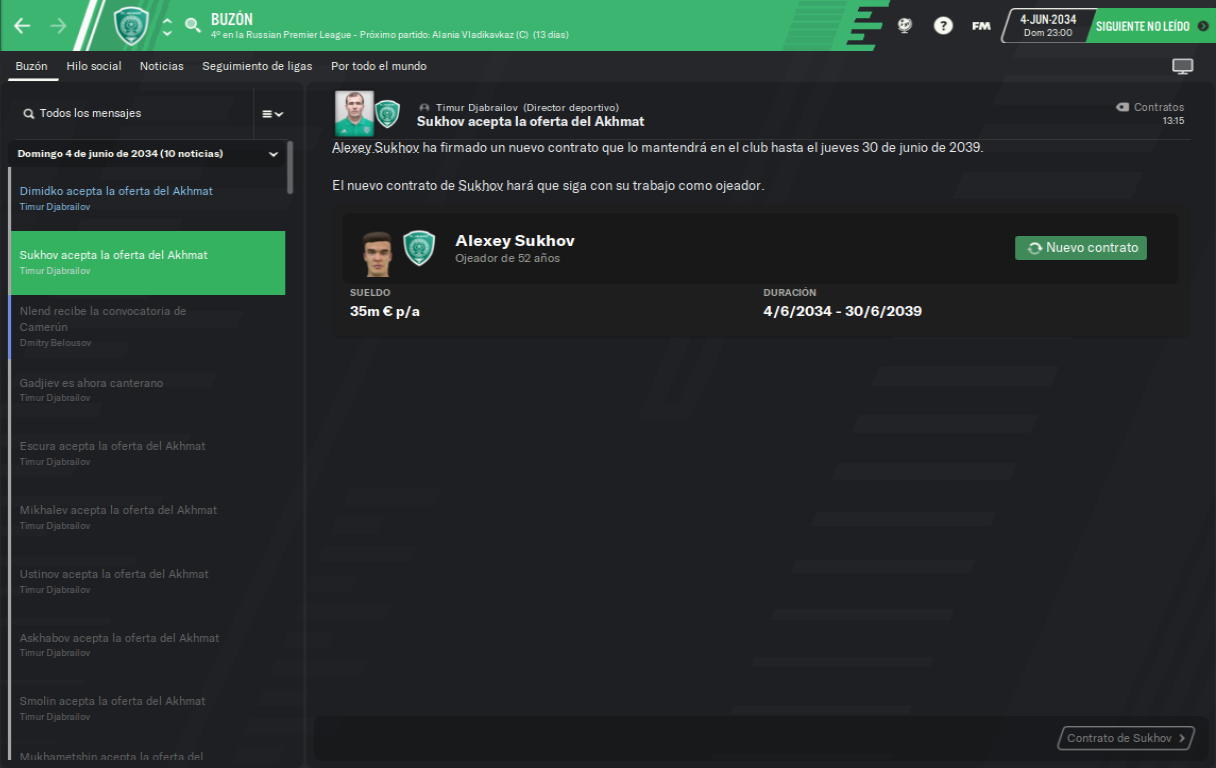 BUZÓN
4º en la Russian Premier League - Próximo partido: Alania Vladikavkaz (C) (13 días)
?
FM
4-JUN-2034
Dom 23:00
SIGUIENTE NO LEÍDO
Buzón Hilo social Noticias Seguimiento de ligas Por todo el mundo
Todos los mensajes
Domingo 4 de junio de 2034 (10 noticias)
Dimidko acepta la oferta del Akhmat
Timur Djabrailov
Sukhov acepta la oferta del Akhmat
Timur Djabrailov
Nlend recibe la convocatoria de
Camerún
Dmitry Belousov
Gadjiev es ahora canterano
Timur Djabrailov
Escura acepta la oferta del Akhmat
Timur Djabrailov
Mikhalev acepta la oferta del Akhmat
Timur Djabrailov
Ustinov acepta la oferta del Akhmat
Timur Djabrailov
Askhabov acepta la oferta del Akhmat
Timur Djabrailov
Smolin acepta la oferta del Akhmat
Timur Djabrailov
Mukhametshin acepta la oferta del
Timur Djabrailov (Director deportivo)
Sukhov acepta la oferta del Akhmat
Contratos
13:15
Alexey Sukhov ha firmado un nuevo contrato que lo mantendrá en el club hasta el jueves 30 de junio de 2039.
El nuevo contrato de Sukhov hará que siga con su trabajo como ojeador.
Alexey Sukhov
Ojeador de 52 años
Nuevo contrato
SUELDO
35m € p/a
DURACIÓN
4/6/2034 - 30/6/2039
Contrato de Sukhov